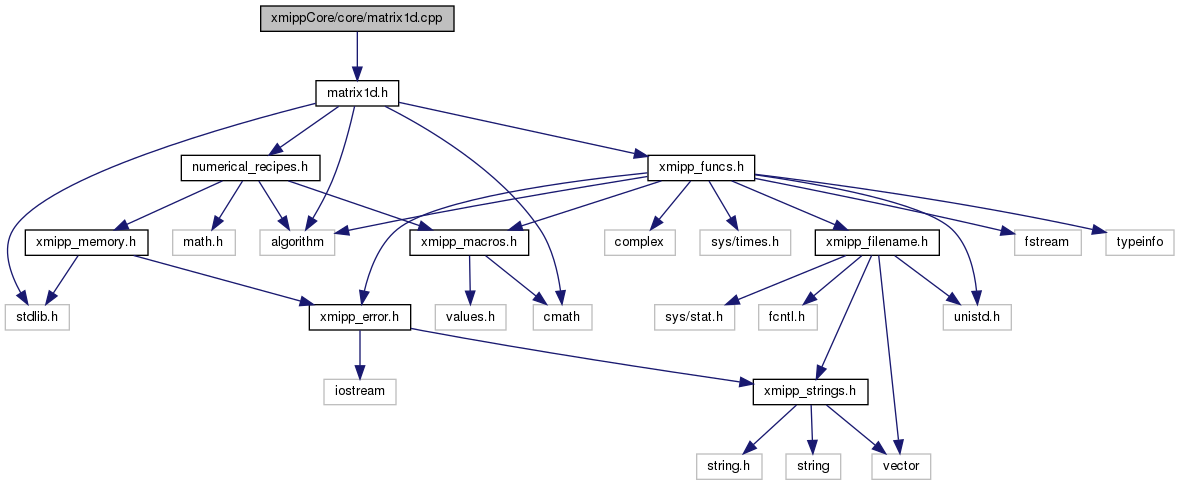 xmippCore/core/matrix1d.cpp
matrix1d.h
numerical_recipes.h
xmipp_funcs.h
xmipp_memory.h
math.h
algorithm
xmipp_macros.h
complex
sys/times.h
xmipp_filename.h
fstream
typeinfo
stdlib.h
xmipp_error.h
values.h
cmath
sys/stat.h
fcntl.h
unistd.h
iostream
xmipp_strings.h
string.h
string
vector